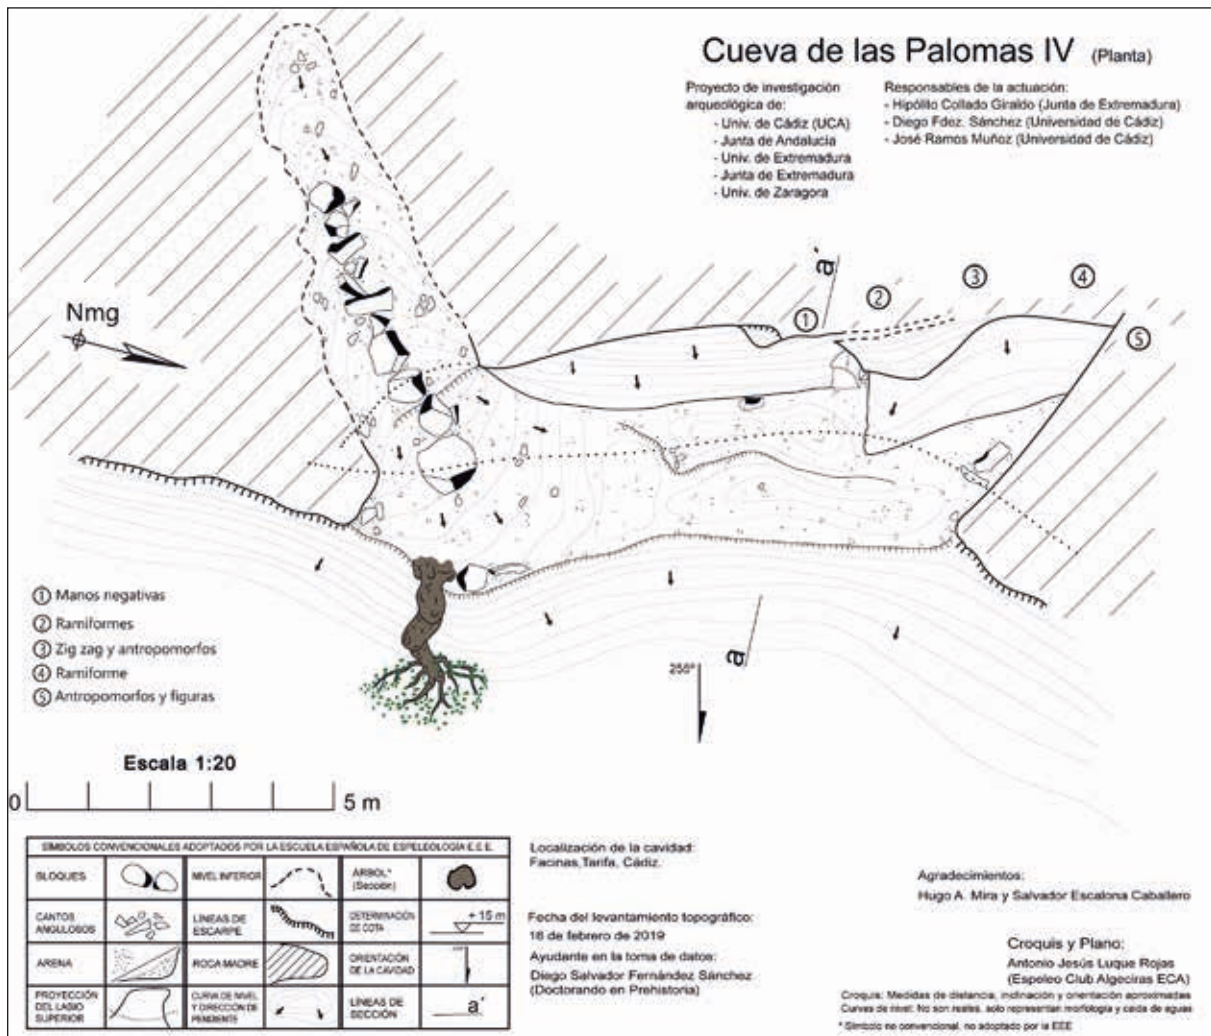 Cueva de las Palomas IV (Planta)
Proyecto de investigación
arqueológica de:
- Univ. de Cádiz (UCA)
- Junta de Andalucía
- Univ. de Extremadura
- Junta de Extremadura
- Univ. de Zaragora
Responsables de la actuación:
- Hipólito Collado Giraldo (Junta de Extremadura)
- Diego Fdez. Sánchez (Universidad de Cádiz)
- José Ramos Muñoz (Universidad de Cádiz)
a´
1
2
3
4
5
Nmg
a
255º
1 Manos negativas
2 Ramiformes
3 Zig zag y antropomorfos
4 Ramiforme
5 Antropomorfos y figuras
Escala 1:20
0 5 m
SÍMBOLOS CONVENCIONALES ADOPTADOS POR LA ESCUELA ESPAÑOLA DE ESPELEOLOGÍA E.E.E.
BLOQUES
NIVEL INFERIOR
ÁRBOL*
(Sección)
CANTOS
ANGULOSOS
LÍNEAS DE
ESCARPE
DETERMINACIÓN
DE COTA
+ 15 m
ARENA
ROCA MADRE
ORIENTACIÓN
DE LA CAVIDAD
PROYECCIÓN
DEL LABIO
SUPERIOR
CURVA DE NIVEL
Y DIRECCIÓN DE
PENDIENTE
LÍNEAS DE
SECCIÓN
a´
Localización de la cavidad:
Facinas,Tarifa, Cádiz.
Fecha del levantamiento topográfico:
16 de febrero de 2019
Ayudante en la toma de datos:
Diego Salvador Fernández Sánchez
(Doctorando en Prehistoria)
Agradecimientos:
Hugo A. Mira y Salvador Escalona Caballero
Croquis y Plano:
Antonio Jesús Luque Rojas
(Espeleo Club Algeciras ECA)
Croquis: Medidas de distancia, inclinación y orientación aproximadas
Curvas de nivel: No son reales, solo representan morfología y caída de aguas
* Símbolo no convencional, no adoptado por la EEE